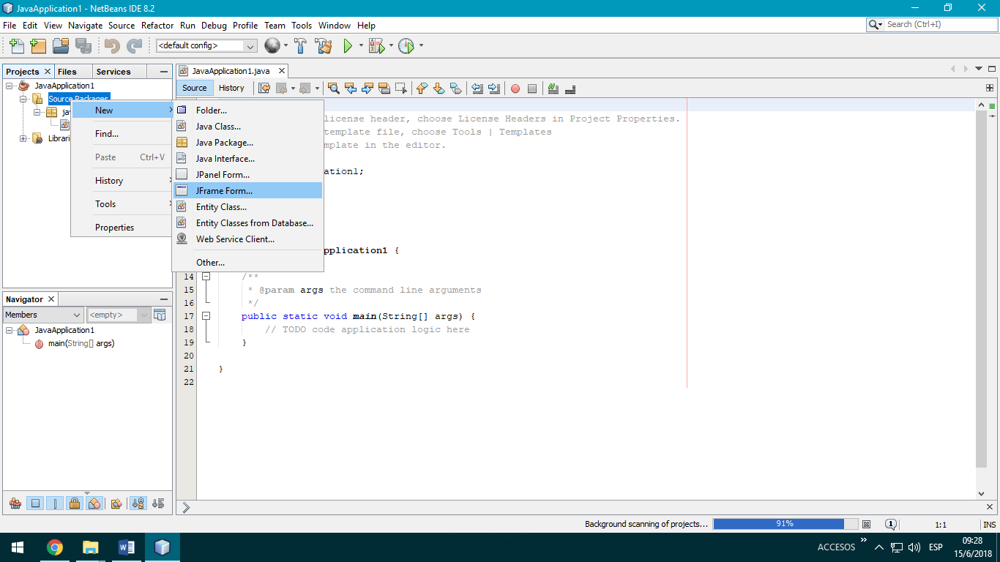 JavaApplication1 - NetBeans IDE 8.2
File Edit View Navigate Source Refactor Run Debug Profile Team Tools Window Help
Search (Ctrl+I)
<default config>
Projects Files Services
JavaApplication1
Source Packages
jav
Librari
New
Find...
Paste Ctrl+V
History
Tools
Properties
Folder...
Java Class...
Java Package...
Java Interface...
JPanel Form...
JFrame Form...
Entity Class...
Entity Classes from Database...
Web Service Client...
Other...
Navigator
Members <empty>
JavaApplication1
main(String[] args)
JavaApplication1.java
Source History
license header, choose License Headers in Project Properties.
template file, choose Tools | Templates
mplate in the editor.
ation1;
pplication1 {
14 /**
15 * @param args the command line arguments
16 */
17 public static void main(String[] args) {
18 // TODO code application logic here
19 }
20
21 }
22
Background scanning of projects... 91% 1 1:1 INS
ACCESOS ESP 09:28
15/6/2018